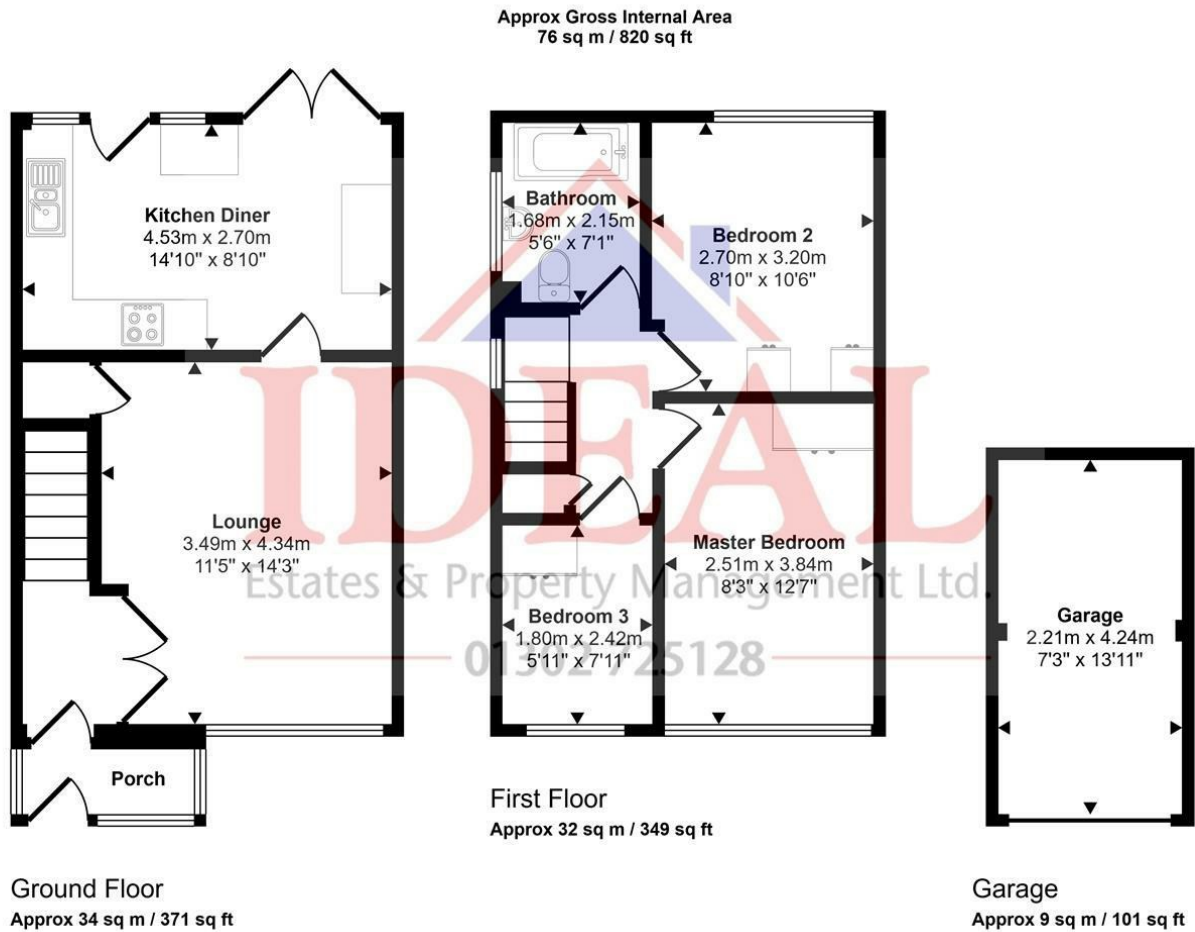 Approx Gross Internal Area
76 sq m / 820 sq ft
Kitchen Diner
4.53m x 2.70m
14'10" x 8'10"
Lounge
3.49m x 4.34m
11'5" x 14'3"
Porch
Ground Floor
Approx 34 sq m / 371 sq ft
Bathroom
1.68m x 2.15m
5'6" x 7'1"
Bedroom 2
2.70m x 3.20m
8'10" x 10'6"
Master Bedroom
2.51m x 3.84m
8'3" x 12'7"
Bedroom 3
1.80m x 2.42m
5'11" x 7'11"
First Floor
Approx 32 sq m / 349 sq ft
Garage
2.21m x 4.24m
7'3" x 13'11"
Garage
Approx 9 sq m / 101 sq ft
IDEAL
Estates & Property Management Ltd.
01302 725128